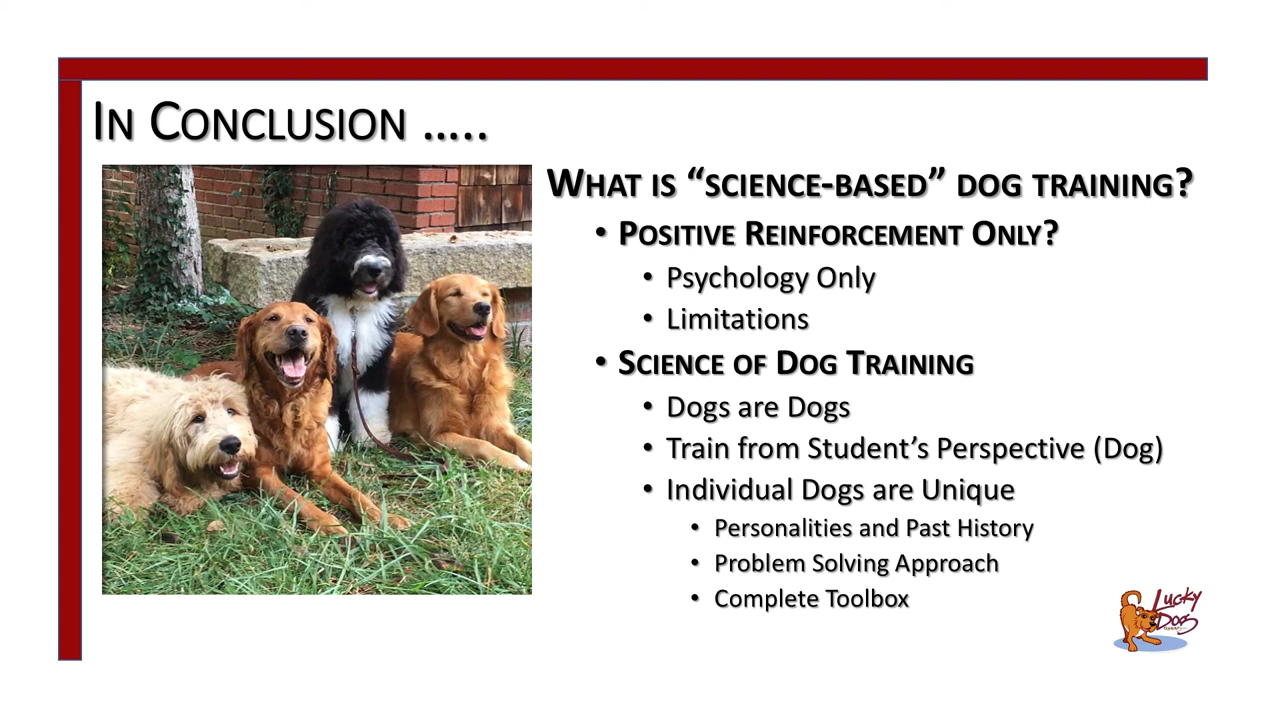 In Conclusion …..
What is “science-based” dog training?
• Positive Reinforcement Only?
• Psychology Only
• Limitations
• Science of Dog Training
• Dogs are Dogs
• Train from Student’s Perspective (Dog)
• Individual Dogs are Unique
• Personalities and Past History
• Problem Solving Approach
• Complete Toolbox
Lucky
Dog